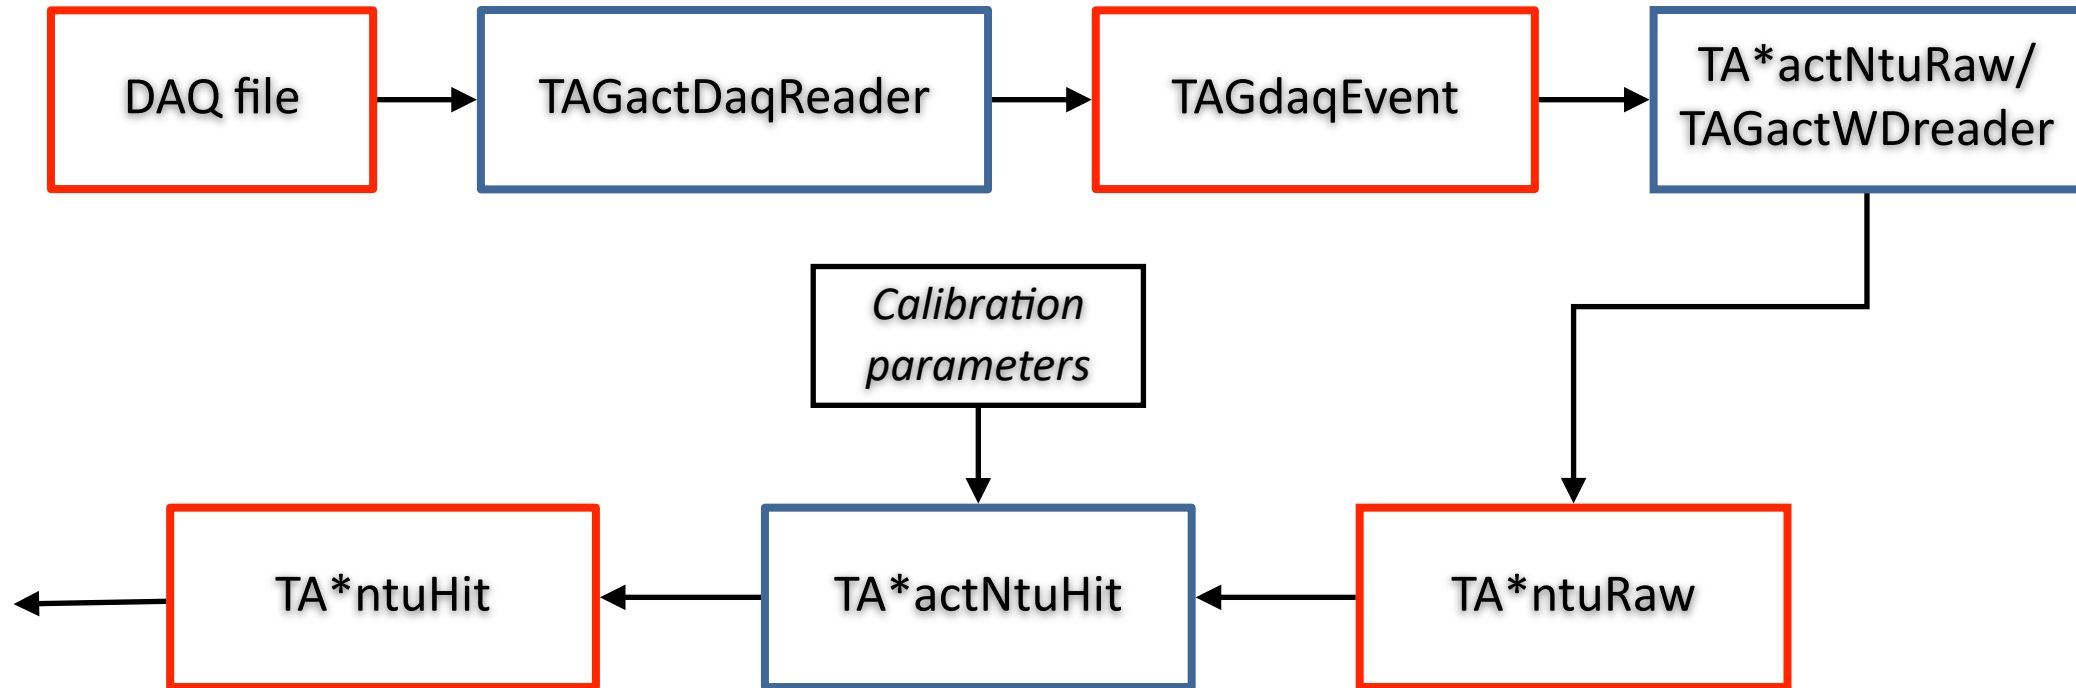 DAQ file
TAGactDaqReader
TAGdaqEvent
TA*actNtuRaw/
TAGactWDreader
Calibration
parameters
TA*ntuHit
TA*actNtuHit
TA*ntuRaw